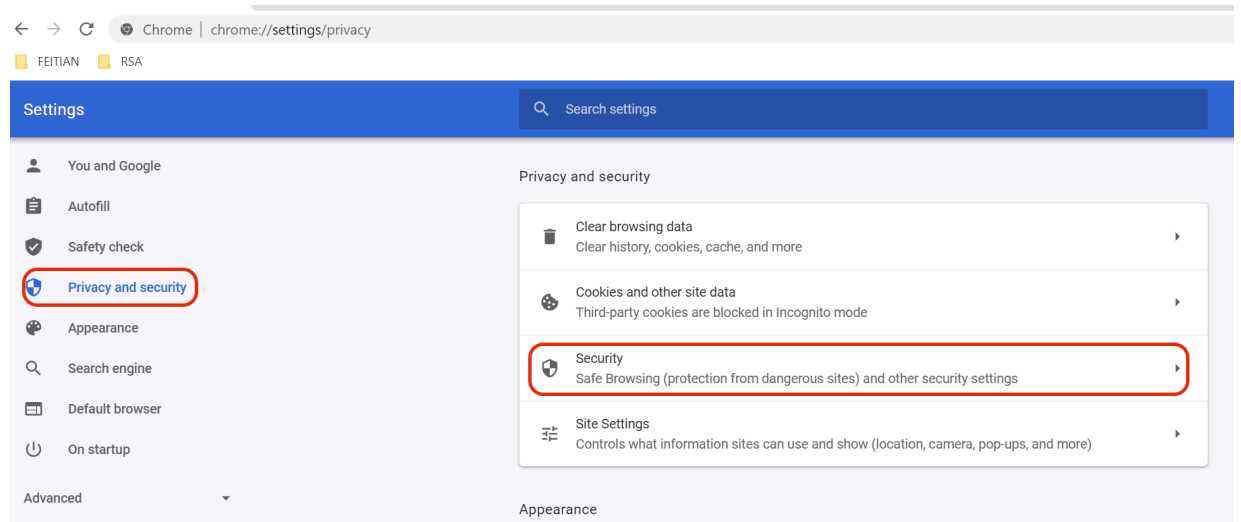 Chrome | chrome://settings/privacy
FEITIAN RSA
Settings
Search settings
You and Google
Autofill
Safety check
Privacy and security
Appearance
Search engine
Default browser
On startup
Advanced
Privacy and security
Clear browsing data
Clear history, cookies, cache, and more
Cookies and other site data
Third-party cookies are blocked in Incognito mode
Security
Safe Browsing (protection from dangerous sites) and other security settings
Site Settings
Controls what information sites can use and show (location, camera, pop-ups, and more)
Appearance